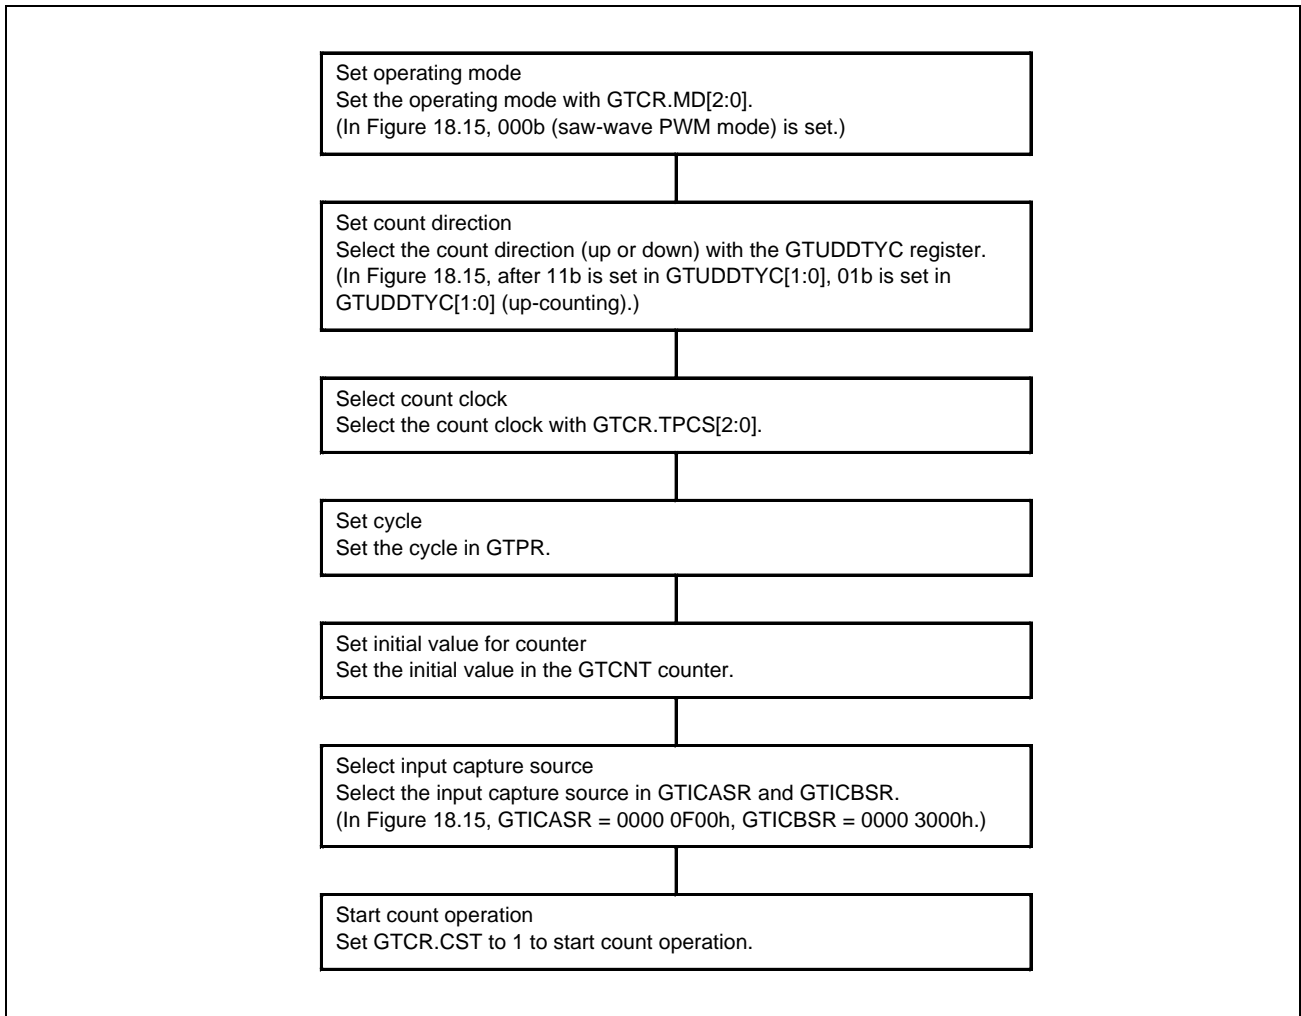 Set operating mode
Set the operating mode with GTCR.MD[2:0].
(In Figure 18.15, 000b (saw-wave PWM mode) is set.)
Set count direction
Select the count direction (up or down) with the GTUDDTYC register.
(In Figure 18.15, after 11b is set in GTUDDTYC[1:0], 01b is set in
GTUDDTYC[1:0] (up-counting).)
Select count clock
Select the count clock with GTCR.TPCS[2:0].
Set cycle
Set the cycle in GTPR.
Set initial value for counter
Set the initial value in the GTCNT counter.
Select input capture source
Select the input capture source in GTICASR and GTICBSR.
(In Figure 18.15, GTICASR = 0000 0F00h, GTICBSR = 0000 3000h.)
Start count operation
Set GTCR.CST to 1 to start count operation.